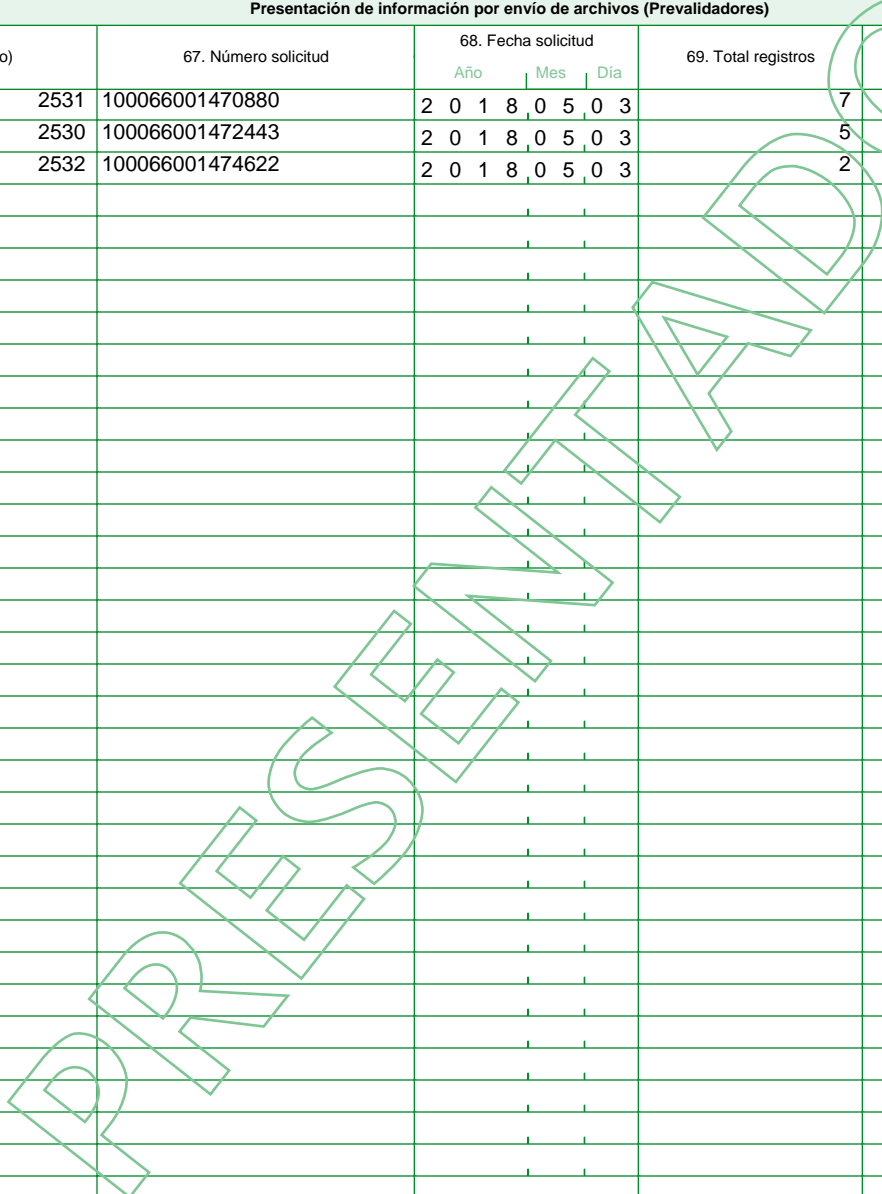 Presentación de información por envío de archivos (Prevalidadores)
o) 67. Número solicitud 68. Fecha solicitud 69. Total registros
Año Mes Día
2531 100066001470880 2 0 1 8 0 5 0 3 7
2530 100066001472443 2 0 1 8 0 5 0 3 5
2532 100066001474622 2 0 1 8 0 5 0 3 2
PRESENTADO